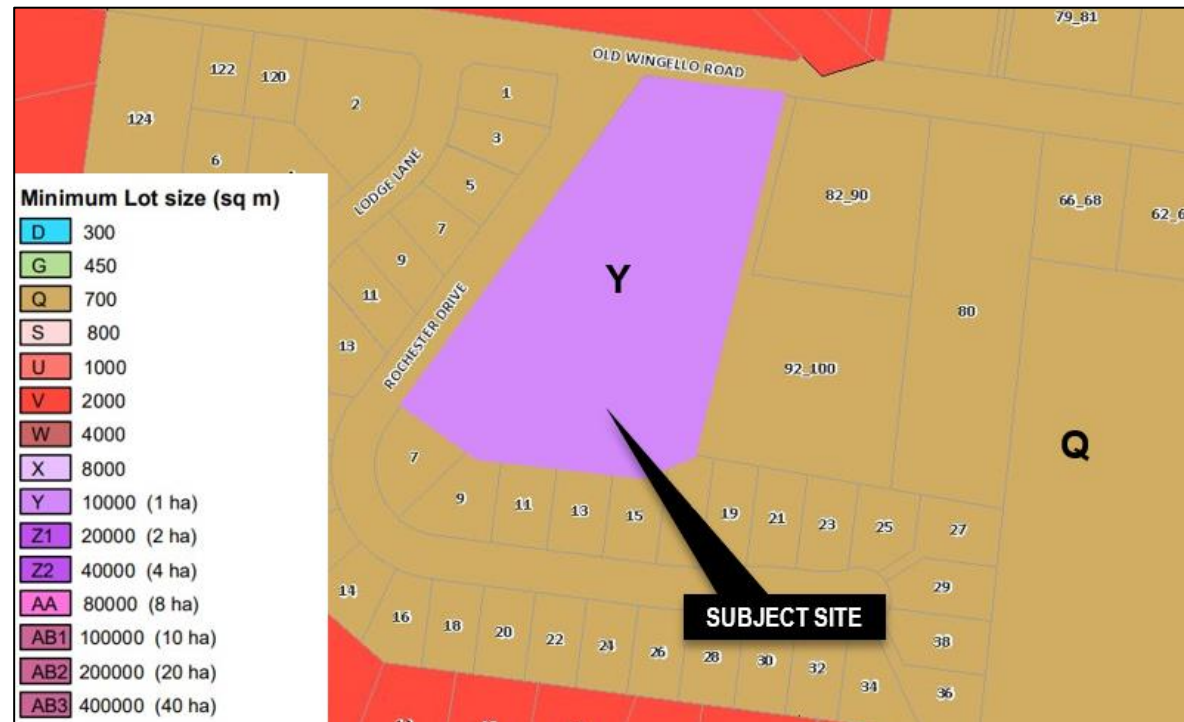 79_81
OLD WINGELLO ROAD
122
120
2
1
124
3
6
LODGE LANE
5
82_90
66_68
7
9
11
13
ROCHESTER DRIVE
Y
80
92_100
Q
7
9
11
13
15
19
21
23
25
27
29
14
16
18
20
22
24
26
28
30
32
34
38
36
SUBJECT SITE
Minimum Lot size (sq m)
D 300
G 450
Q 700
S 800
U 1000
V 2000
W 4000
X 8000
Y 10000 (1 ha)
Z1 20000 (2 ha)
Z2 40000 (4 ha)
AA 80000 (8 ha)
AB1 100000 (10 ha)
AB2 200000 (20 ha)
AB3 400000 (40 ha)